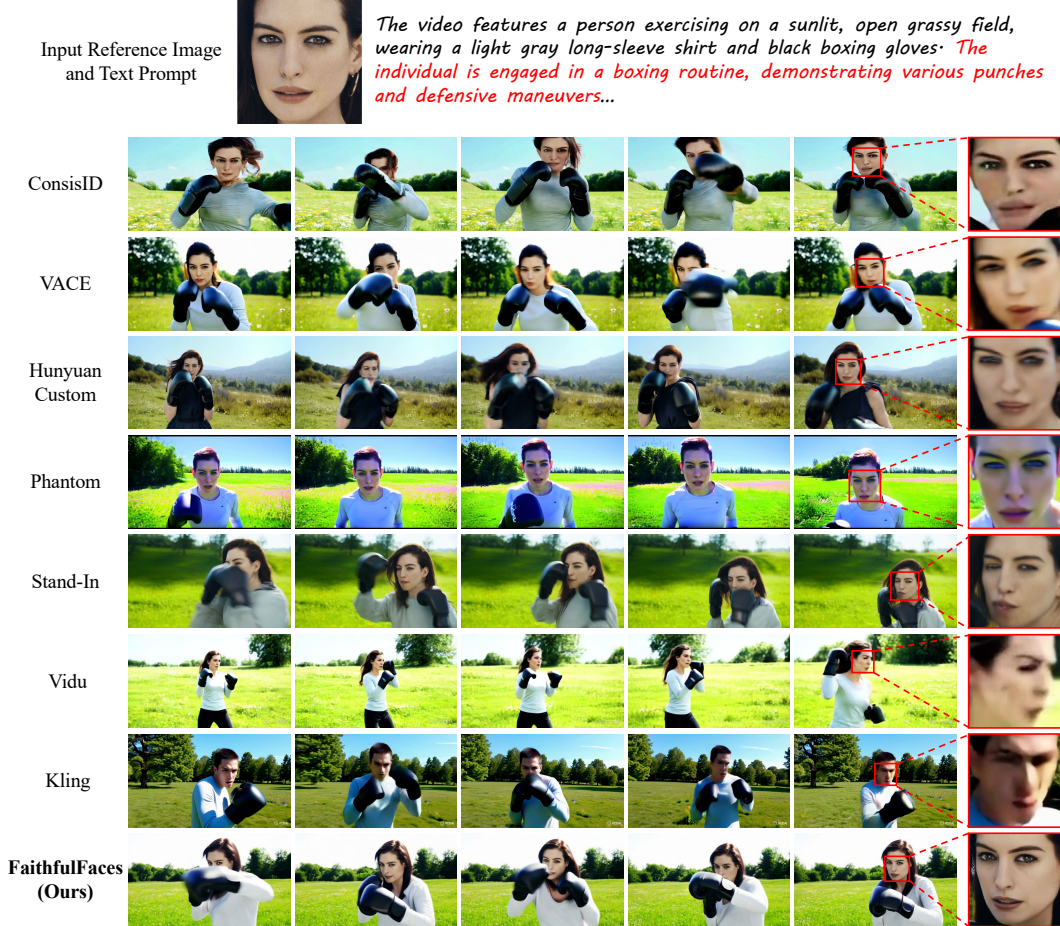 Input Reference Image
and Text Prompt
The video features a person exercising on a sunlit, open grassy field,
wearing a light gray long-sleeve shirt and black boxing gloves. The
individual is engaged in a boxing routine, demonstrating various punches
and defensive maneuvers...
ConsisID
VACE
Hunyuan
Custom
Phantom
Stand-In
Vidu
Kling
FaithfulFaces
(Ours)